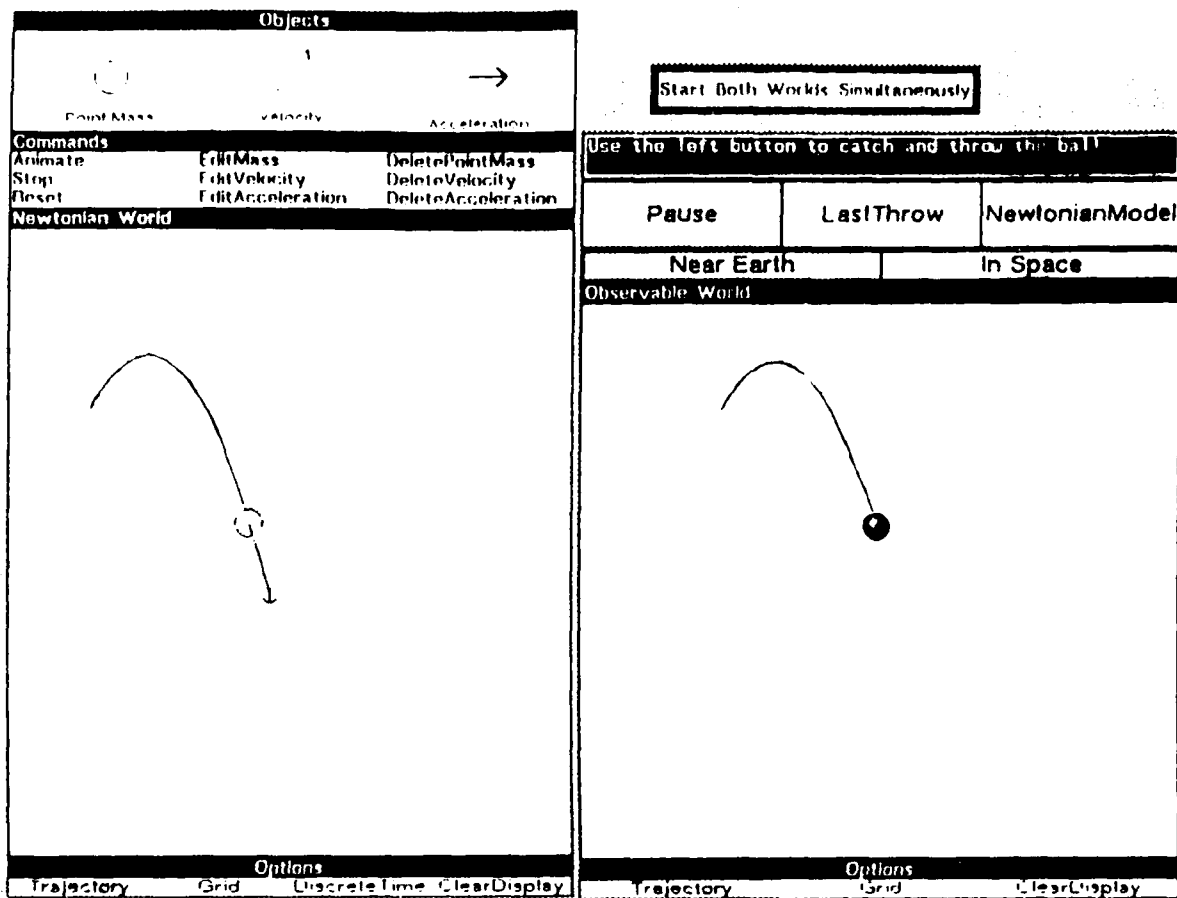 Objects
Point Mass velocity Acceleration
Commands
Animate EditMass DeletePointMass
Stop EditVelocity DeleteVelocity
Reset EditAcceleration DeleteAcceleration
Newtonian World
Options
Trajectory Grid DiscreteTime ClearDisplay
Start Both Worlds Simultaneously
Use the left button to catch and throw the ball
Pause LastThrow NewtonianModel
Near Earth In Space
Observable World
Options
Trajectory Grid ClearDisplay